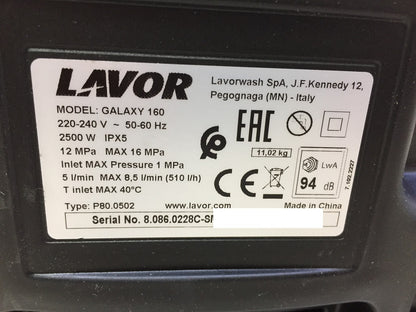 LAVOR
Lavorwash SpA, J.F.Kennedy 12,
Pegognaga (MN) - Italy
MODEL: GALAXY 160
220-240 V ~ 50-60 Hz
2500 W IPX5
12 MPa MAX 16 MPa
Inlet MAX Pressure 1 MPa
5 l/min MAX 8,5 l/min (510 l/h)
T inlet MAX 40°C
Type: P80.0502
EAC
11,02 kg
CE
LwA
94 dB
www.lavor.com
Made in China
Serial No. 8.086.0228C-S